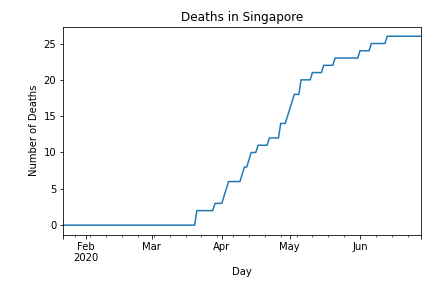 Deaths in Singapore
Number of Deaths
25
20
15
10
5
0
Feb
2020
Mar
Apr
May
Jun
Day